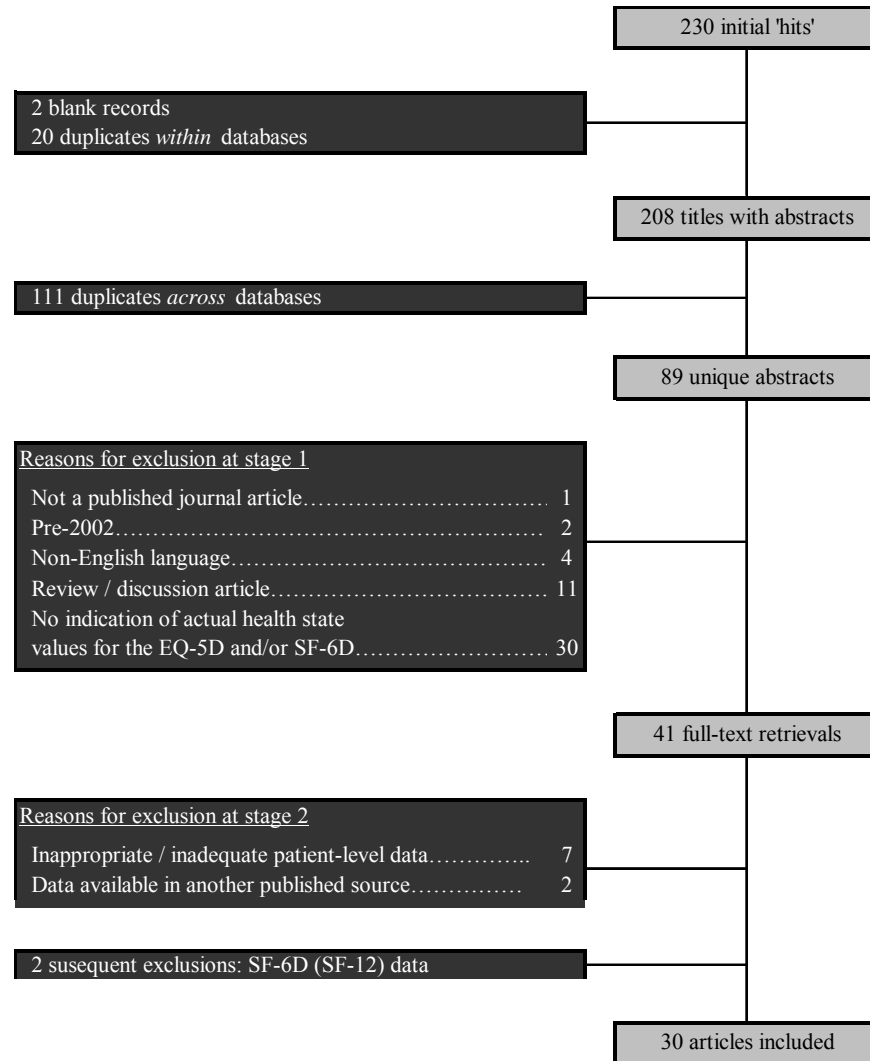 230 initial 'hits'
2 blank records
20 duplicates within databases
208 titles with abstracts
111 duplicates across databases
89 unique abstracts
Reasons for exclusion at stage 1
Not a published journal article………………………………… 1
Pre-2002………………………………………………………… 2
Non-English language………………………………………… 4
Review / discussion article…………………………………… 11
No indication of actual health state
values for the EQ-5D and/or SF-6D………………………… 30
41 full-text retrievals
Reasons for exclusion at stage 2
Inappropriate / inadequate patient-level data………….. 7
Data available in another published source…………… 2
2 susequent exclusions: SF-6D (SF-12) data
30 articles included